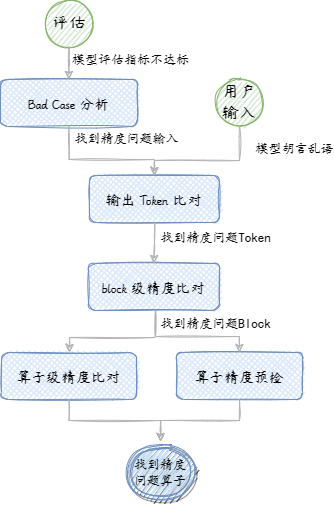 评估
模型评估指标不达标
Bad Case 分析
用户
输入
找到精度问题输入
模型胡言乱语
输出 Token 比对
找到精度问题Token
block 级精度比对
找到精度问题Block
算子级精度比对
算子精度预检
找到精度
问题算子